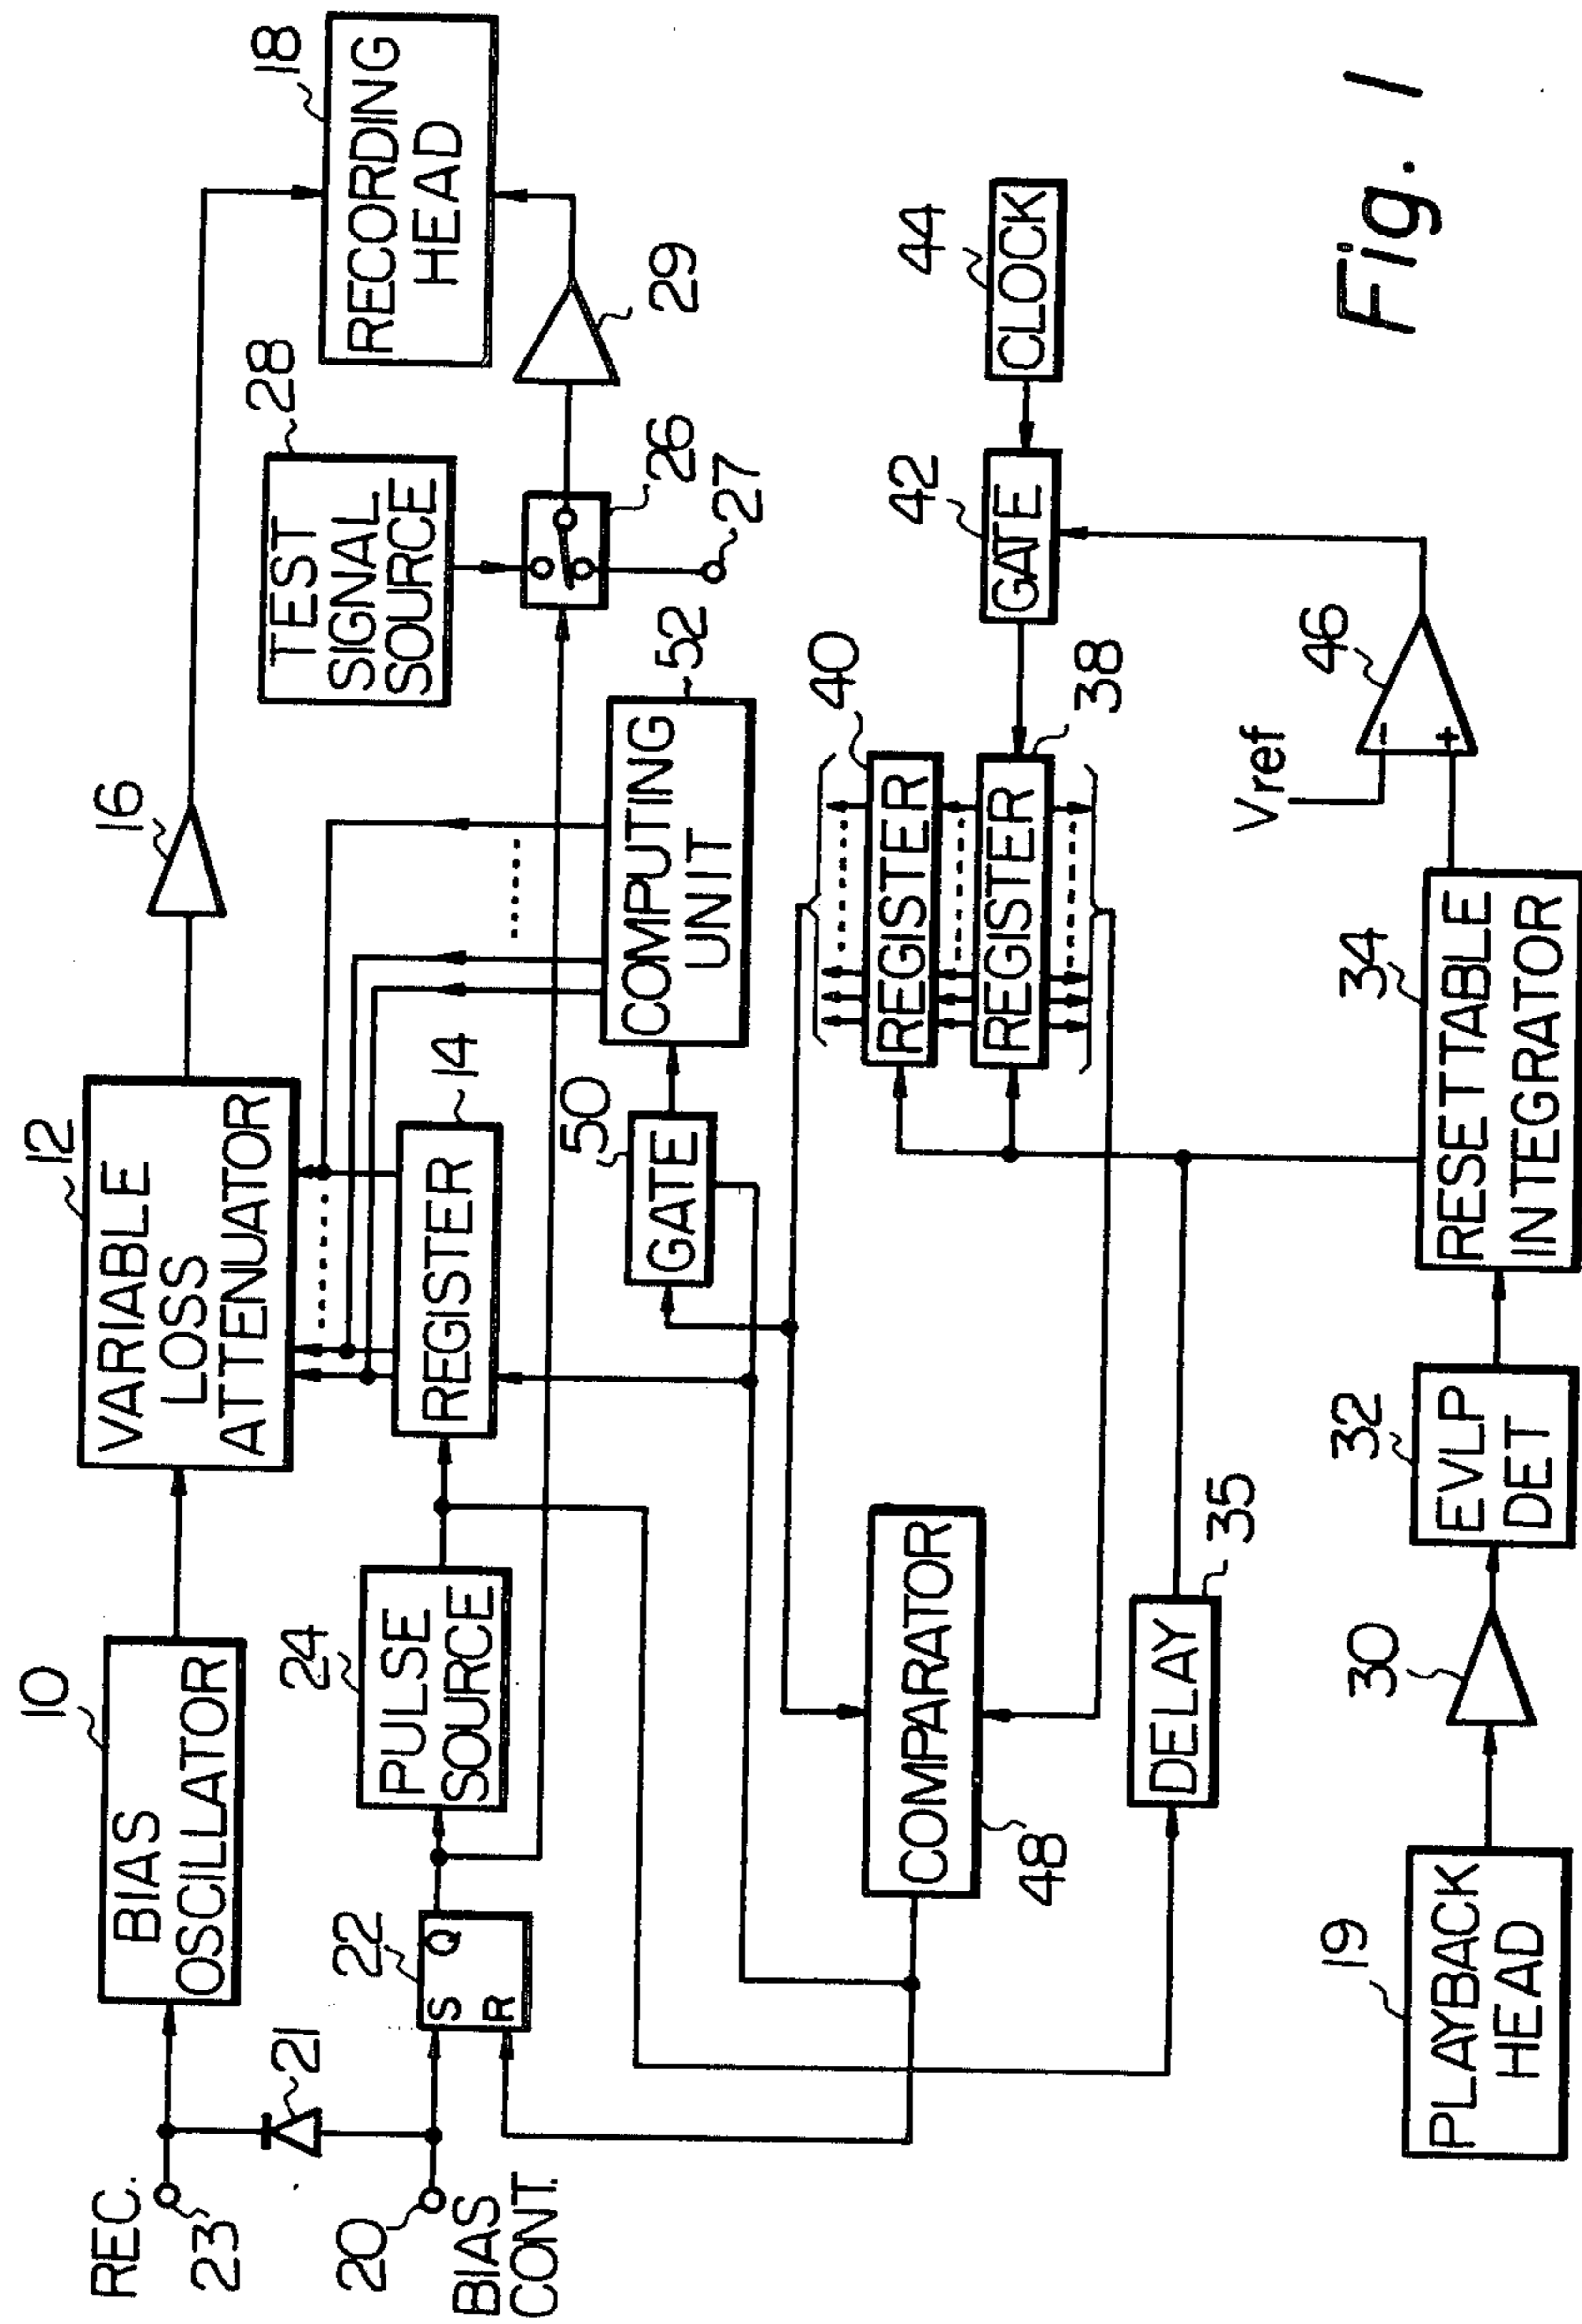 REC.
23
20
BIAS
CONT.
21
10
BIAS
OSCILLATOR
22
S Q
R
24
PULSE
SOURCE
12
VARIABLE
LOSS
ATTENUATOR
14
REGISTER
16
28
TEST
SIGNAL
SOURCE
18
RECORDING
HEAD
29
26
27
52
COMPUTING
UNIT
50
GATE
40
REGISTER
REGISTER
38
42
GATE
44
CLOCK
COMPARATOR
48
DELAY
35
19
PLAYBACK
HEAD
30
32
EVLP
DET
34
RESETTABLE
INTEGRATOR
Vref
46
-
+
Fig. 1